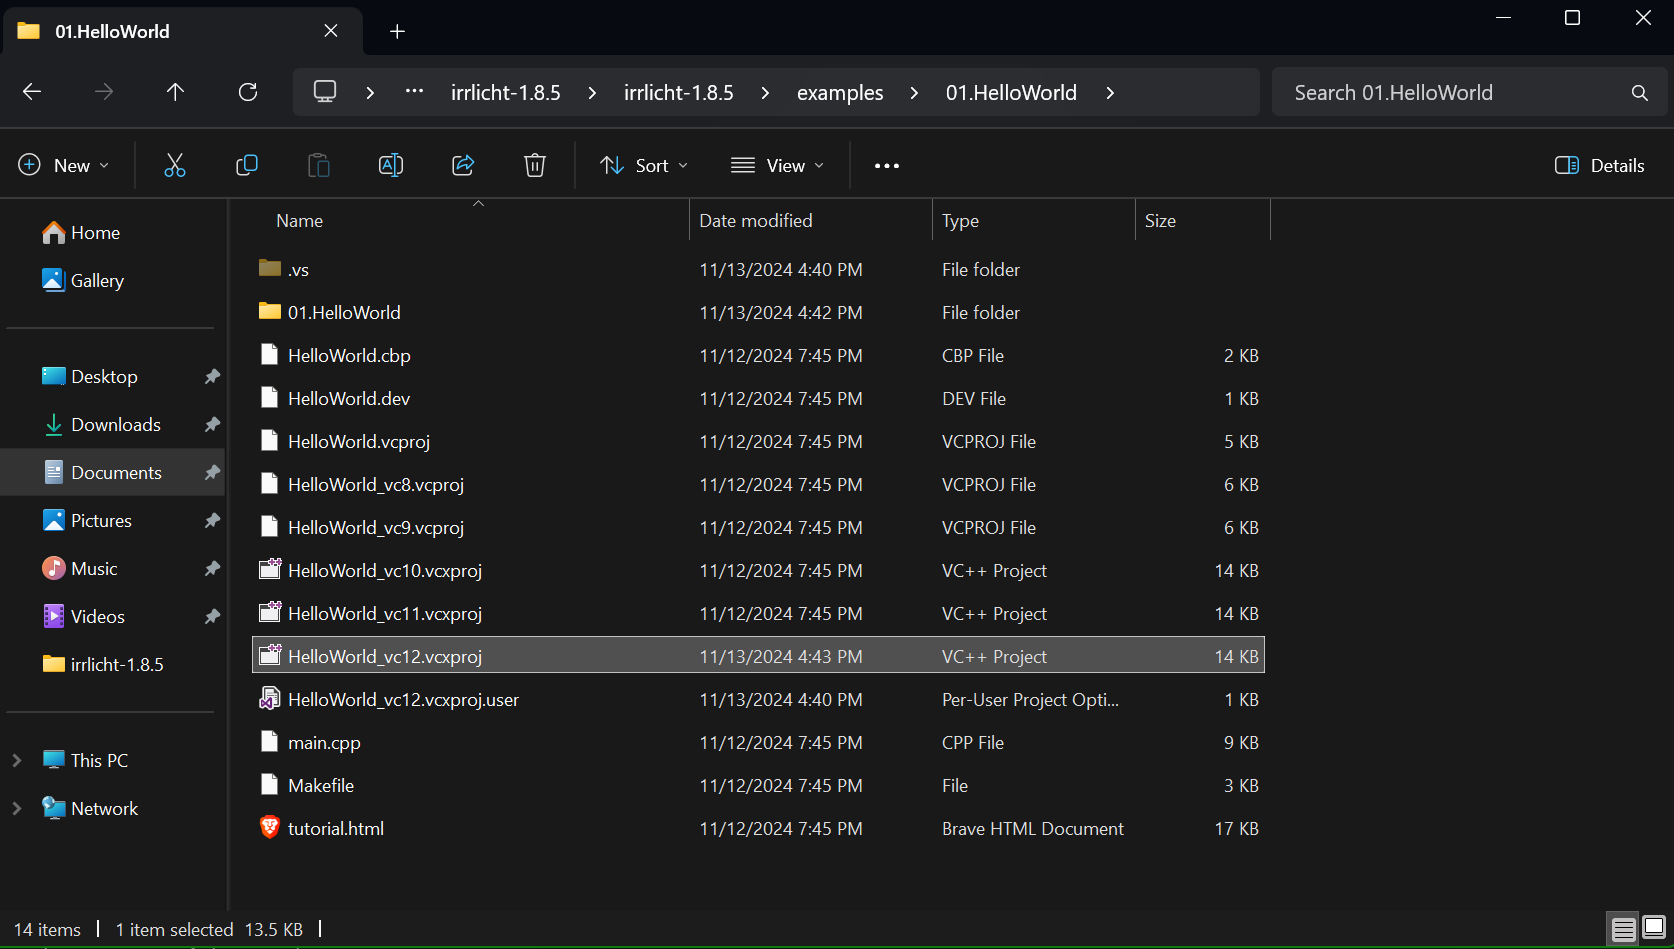 01.HelloWorld
irrlicht-1.8.5 irrlicht-1.8.5 examples 01.HelloWorld Search 01.HelloWorld
New Sort View Details
Name Date modified Type Size
Home
Gallery
Desktop
Downloads
Documents
Pictures
Music
Videos
irrlicht-1.8.5
This PC
Network
.vs 11/13/2024 4:40 PM File folder
01.HelloWorld 11/13/2024 4:42 PM File folder
HelloWorld.cbp 11/12/2024 7:45 PM CBP File 2 KB
HelloWorld.dev 11/12/2024 7:45 PM DEV File 1 KB
HelloWorld.vcproj 11/12/2024 7:45 PM VCPROJ File 5 KB
HelloWorld_vc8.vcproj 11/12/2024 7:45 PM VCPROJ File 6 KB
HelloWorld_vc9.vcproj 11/12/2024 7:45 PM VCPROJ File 6 KB
HelloWorld_vc10.vcxproj 11/12/2024 7:45 PM VC++ Project 14 KB
HelloWorld_vc11.vcxproj 11/12/2024 7:45 PM VC++ Project 14 KB
HelloWorld_vc12.vcxproj 11/13/2024 4:43 PM VC++ Project 14 KB
HelloWorld_vc12.vcxproj.user 11/13/2024 4:40 PM Per-User Project Opti... 1 KB
main.cpp 11/12/2024 7:45 PM CPP File 9 KB
Makefile 11/12/2024 7:45 PM File 3 KB
tutorial.html 11/12/2024 7:45 PM Brave HTML Document 17 KB
14 items 1 item selected 13.5 KB